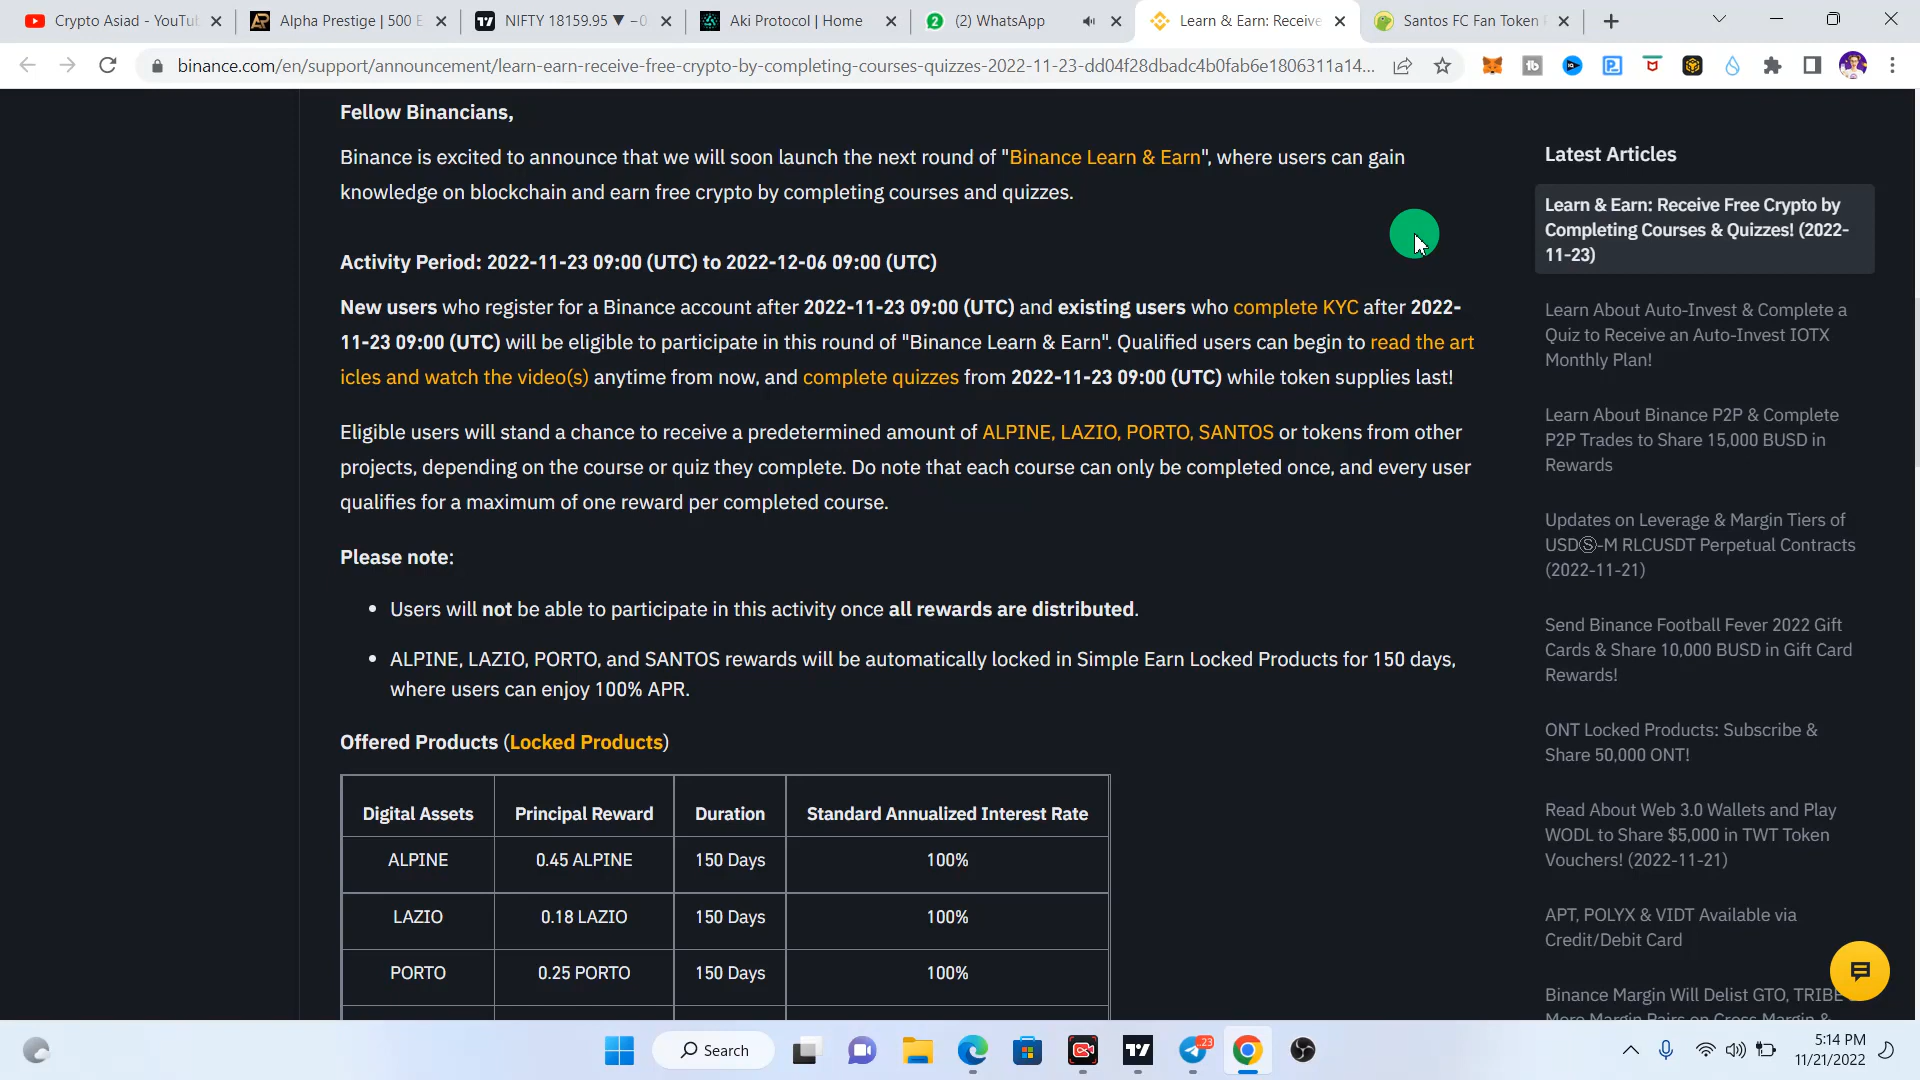 Crypto Asiad - YouTu
Alpha Prestige | 500 E
NIFTY 18159.95 ▼ −0
Aki Protocol | Home
(2) WhatsApp
Learn & Earn: Receive
Santos FC Fan Token
binance.com/en/support/announcement/learn-earn-receive-free-crypto-by-completing-courses-quizzes-2022-11-23-dd04f28dbadc4b0fab6e1806311a14...
Fellow Binancians,
Binance is excited to announce that we will soon launch the next round of "Binance Learn & Earn", where users can gain
knowledge on blockchain and earn free crypto by completing courses and quizzes.
Activity Period: 2022-11-23 09:00 (UTC) to 2022-12-06 09:00 (UTC)
New users who register for a Binance account after 2022-11-23 09:00 (UTC) and existing users who complete KYC after 2022-
11-23 09:00 (UTC) will be eligible to participate in this round of "Binance Learn & Earn". Qualified users can begin to read the art
icles and watch the video(s) anytime from now, and complete quizzes from 2022-11-23 09:00 (UTC) while token supplies last!
Eligible users will stand a chance to receive a predetermined amount of ALPINE, LAZIO, PORTO, SANTOS or tokens from other
projects, depending on the course or quiz they complete. Do note that each course can only be completed once, and every user
qualifies for a maximum of one reward per completed course.
Please note:
• Users will not be able to participate in this activity once all rewards are distributed.
• ALPINE, LAZIO, PORTO, and SANTOS rewards will be automatically locked in Simple Earn Locked Products for 150 days,
where users can enjoy 100% APR.
Offered Products (Locked Products)
Digital Assets Principal Reward Duration Standard Annualized Interest Rate
ALPINE 0.45 ALPINE 150 Days 100%
LAZIO 0.18 LAZIO 150 Days 100%
PORTO 0.25 PORTO 150 Days 100%
Latest Articles
Learn & Earn: Receive Free Crypto by
Completing Courses & Quizzes! (2022-
11-23)
Learn About Auto-Invest & Complete a
Quiz to Receive an Auto-Invest IOTX
Monthly Plan!
Learn About Binance P2P & Complete
P2P Trades to Share 15,000 BUSD in
Rewards
Updates on Leverage & Margin Tiers of
USDⓈ-M RLCUSDT Perpetual Contracts
(2022-11-21)
Send Binance Football Fever 2022 Gift
Cards & Share 10,000 BUSD in Gift Card
Rewards!
ONT Locked Products: Subscribe &
Share 50,000 ONT!
Read About Web 3.0 Wallets and Play
WODL to Share $5,000 in TWT Token
Vouchers! (2022-11-21)
APT, POLYX & VIDT Available via
Credit/Debit Card
Binance Margin Will Delist GTO, TRIBE
More Margin Pairs on Cross Margin &
Search
23
5:14 PM
11/21/2022